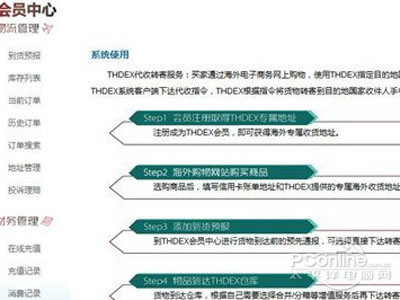 会员中心
物流管理
到货预报
库存列表
当前订单
历史订单
订单搜索
地址管理
投诉理赔
财务管理
在线充值
充值记录
消费记录
系统使用
THDEX代收转寄服务：买家通过海外电子商务网上购物，使用THDEX指定目的地国
THDEX系统客户端下达代收指令，THDEX根据指令将货物转寄到目的地国家收件人手中
Step1 会员注册取得THDEX专属地址
注册成为THDEX会员，即可获得海外专属收货地址。
Step2 海外购物网站购买商品
选购商品后，填写信用卡账单地址和THDEX提供的专属海外收货地址
Step3 添加到货预报
到THDEX会员中心进行货物到达前的预先通报，可选择直接下达转寄
Step4 物品到达THDEX仓库
货物到达仓库，根据自己需要选择合并/分箱等增值服务后再下达转寄
PConline
太平洋电脑网